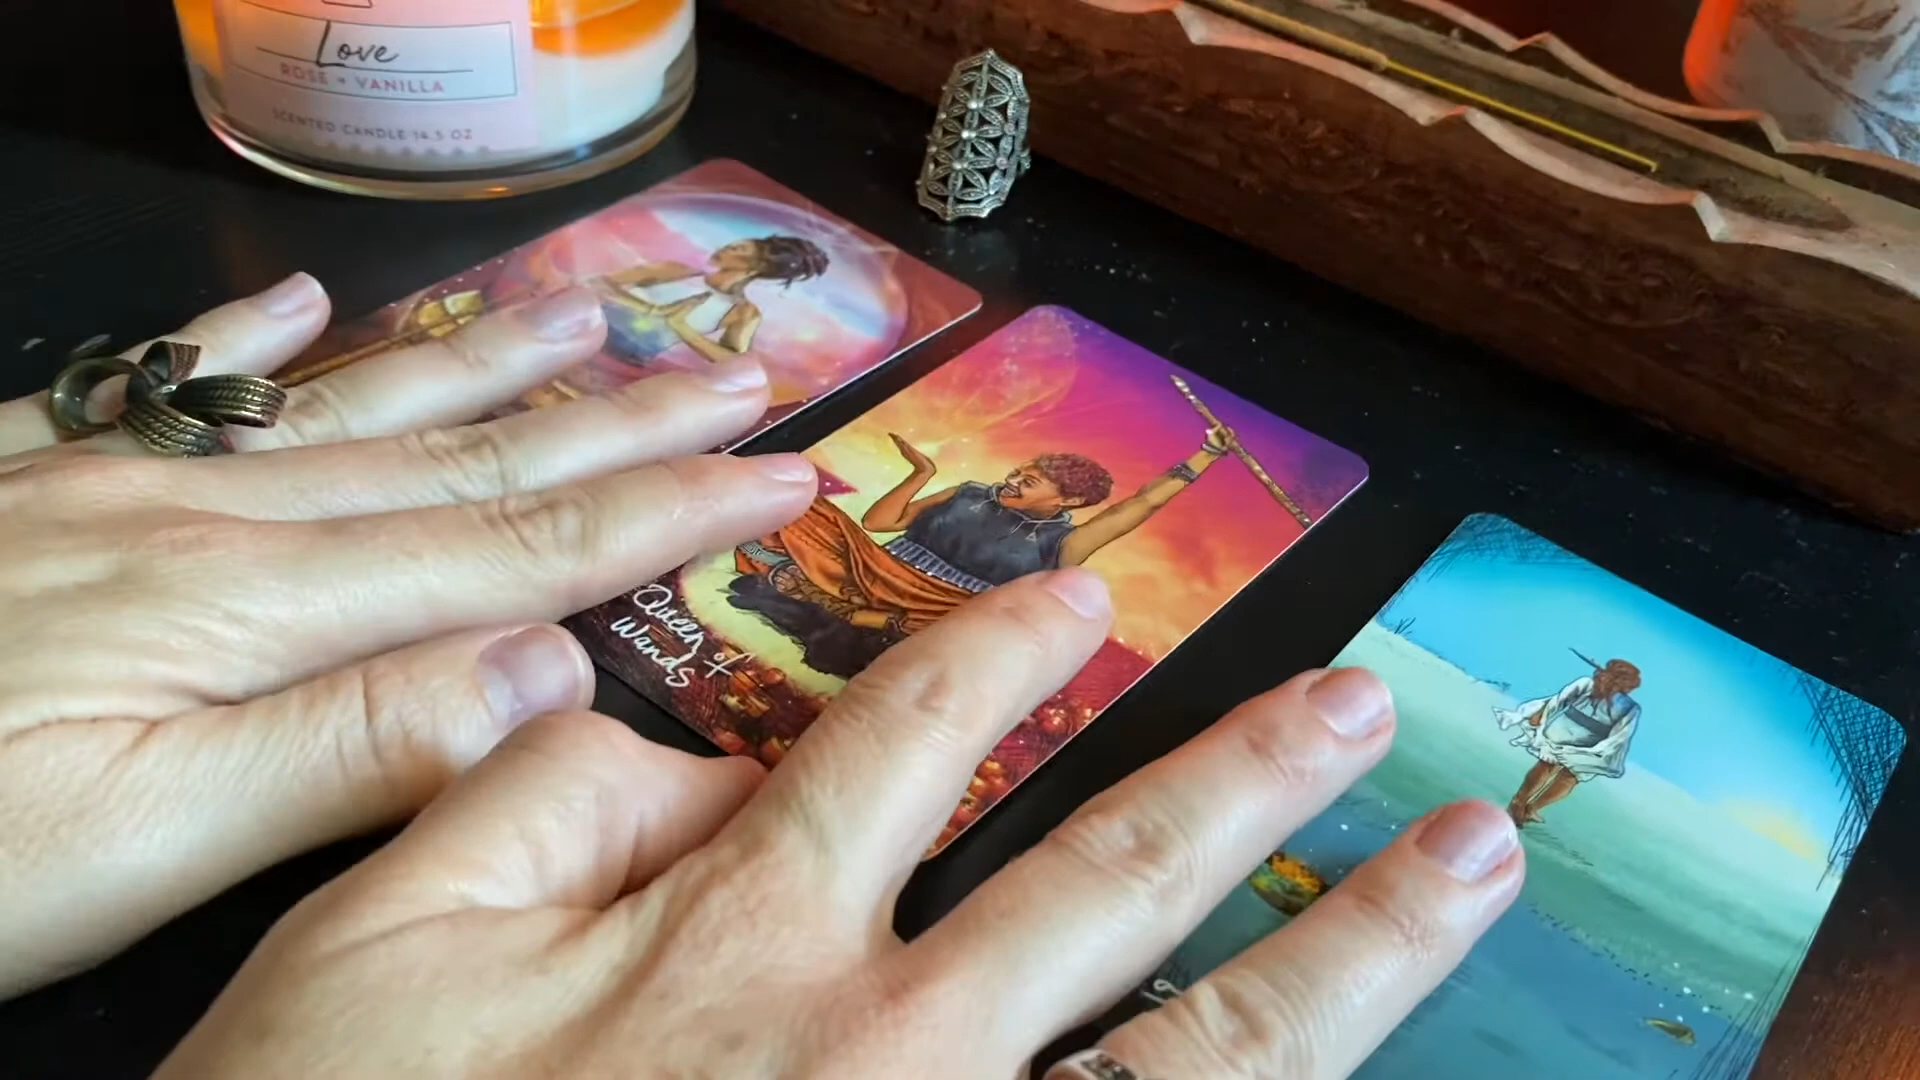 Love
ROSE + VANILLA
SCENTED CANDLE 14.5 OZ
Queen of
Wands